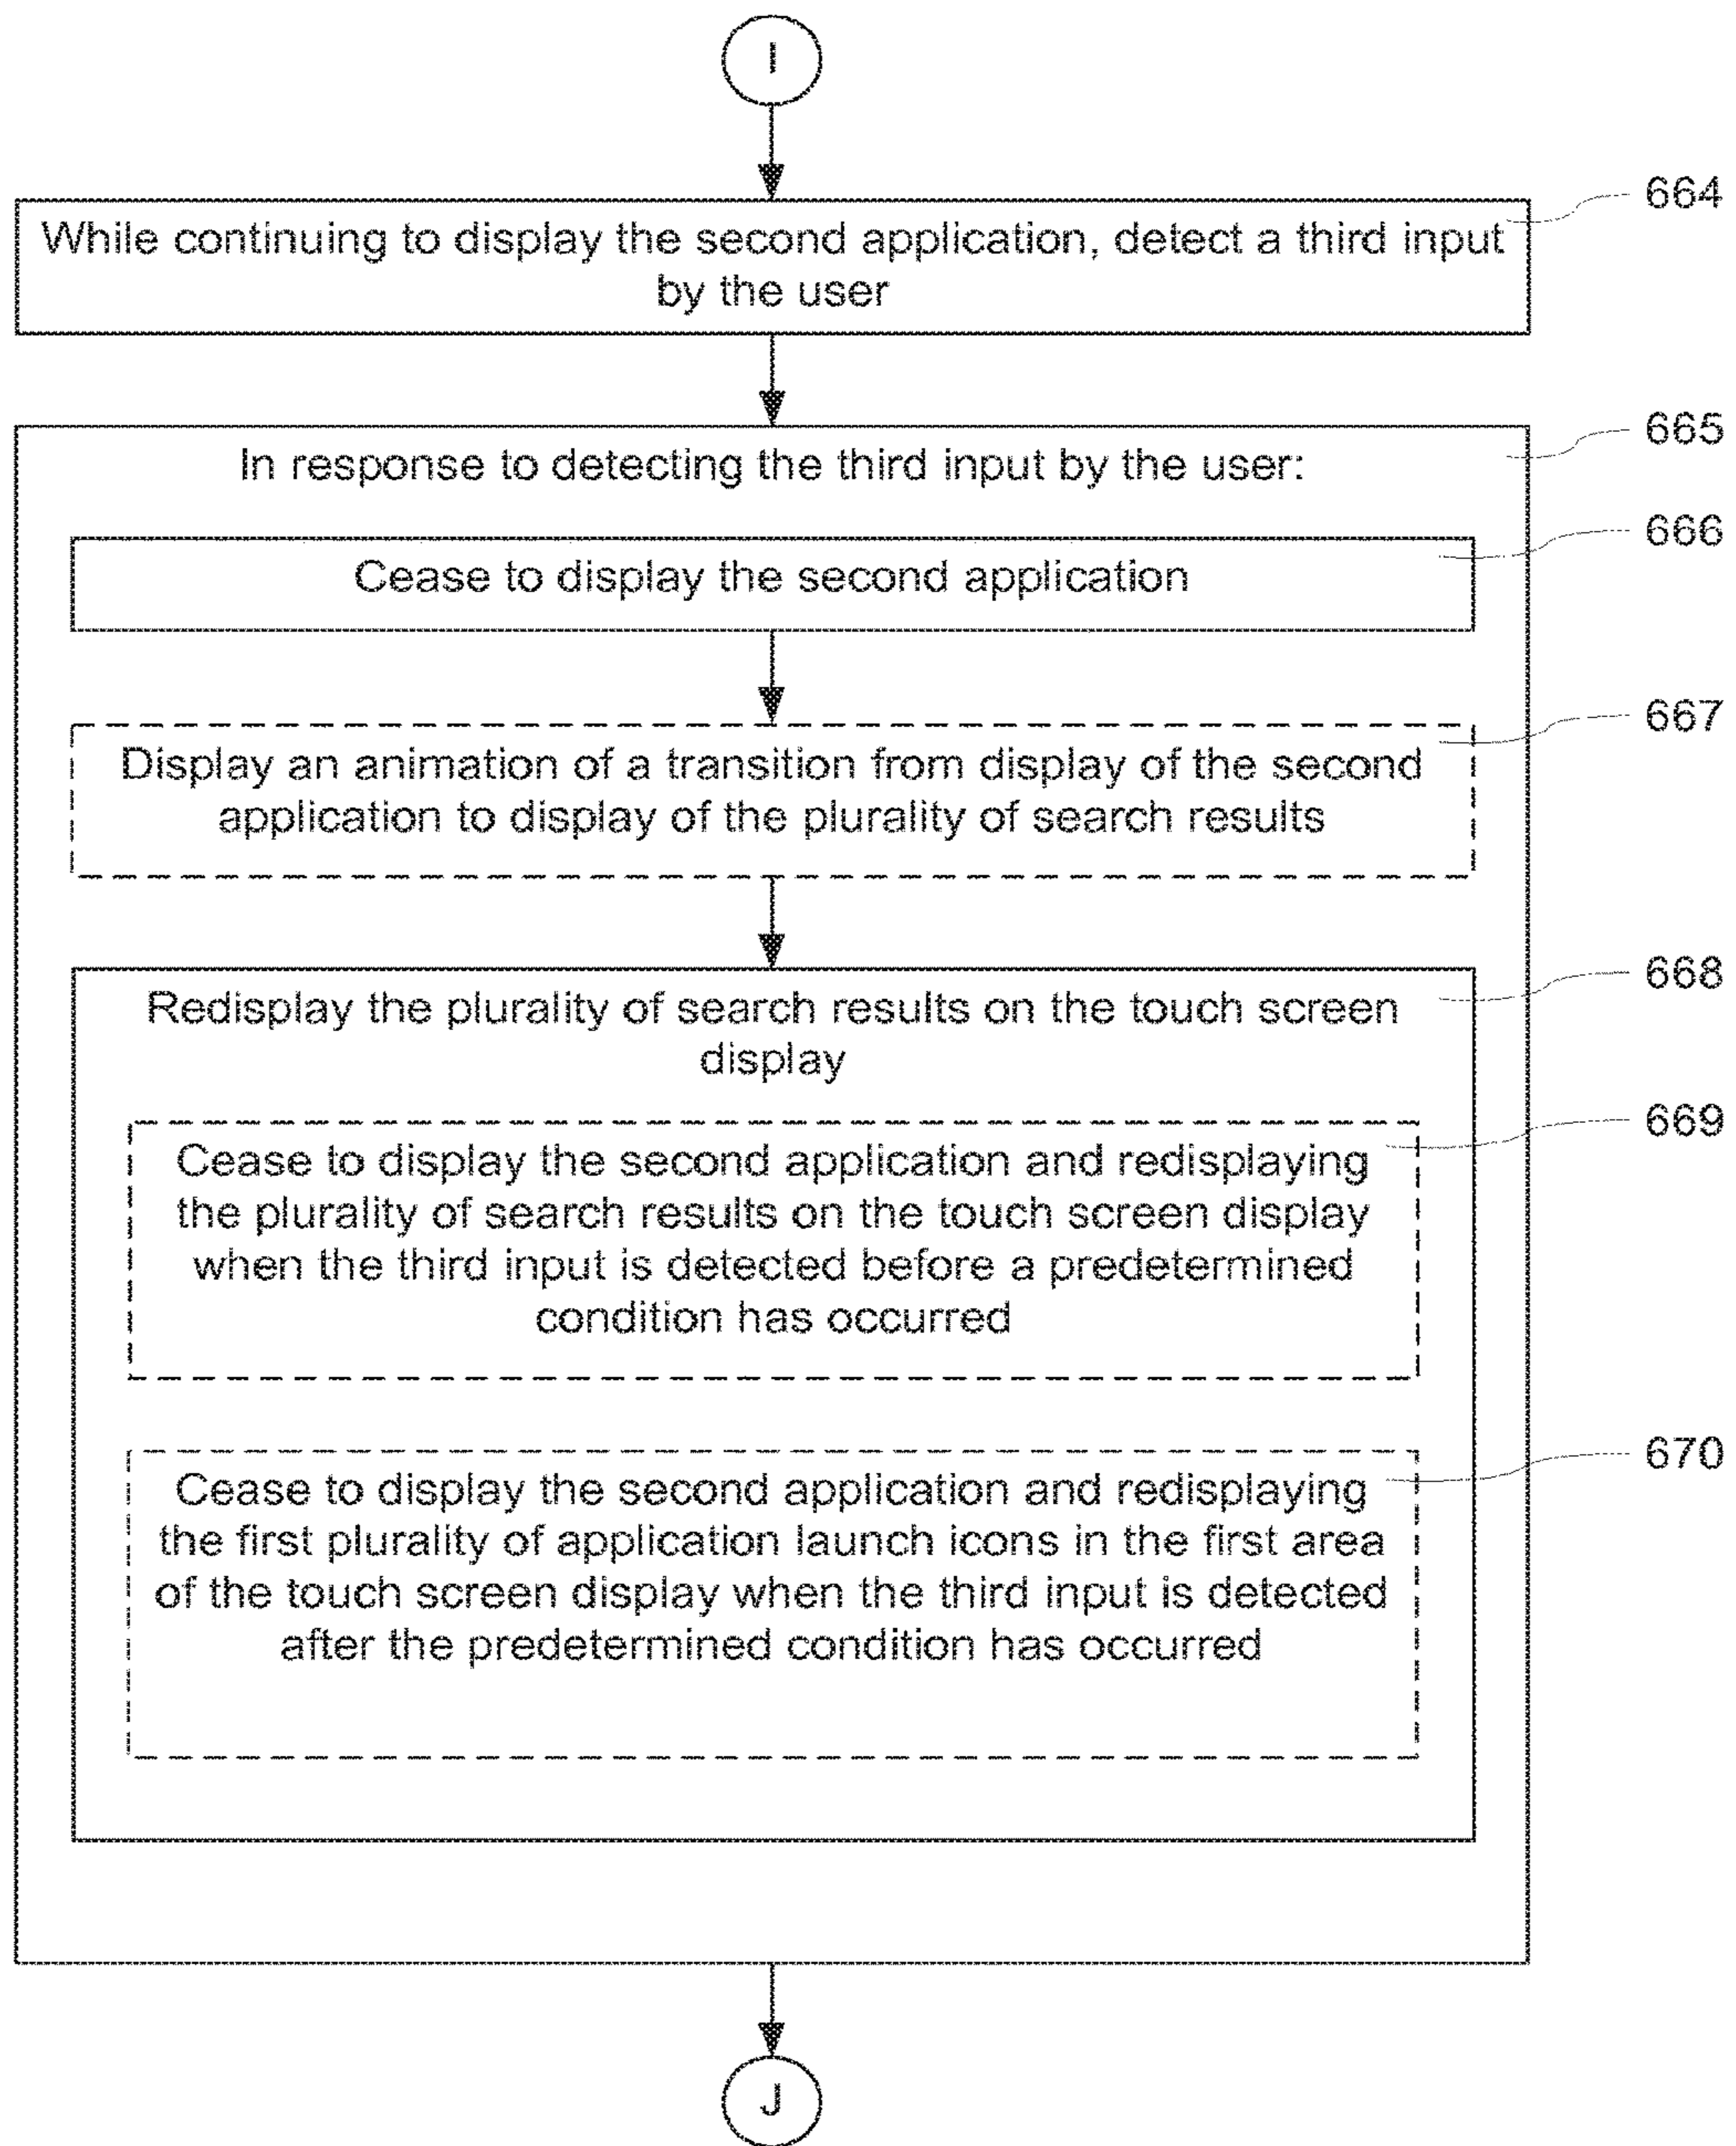 I
664
While continuing to display the second application, detect a third input
by the user
665
In response to detecting the third input by the user:
666
Cease to display the second application
667
Display an animation of a transition from display of the second
application to display of the plurality of search results
668
Redisplay the plurality of search results on the touch screen
display
669
Cease to display the second application and redisplaying
the plurality of search results on the touch screen display
when the third input is detected before a predetermined
condition has occurred
670
Cease to display the second application and redisplaying
the first plurality of application launch icons in the first area
of the touch screen display when the third input is detected
after the predetermined condition has occurred
J